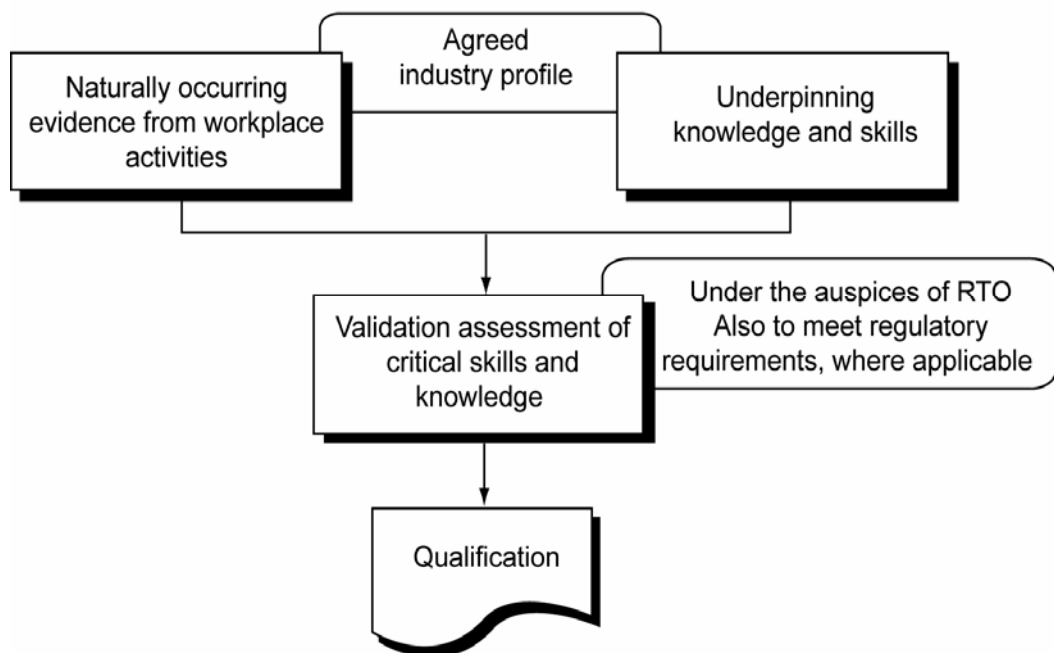 Agreed
industry profile
Naturally occurring
evidence from workplace
activities
Underpinning
knowledge and skills
Under the auspices of RTO
Also to meet regulatory
requirements, where applicable
Validation assessment of
critical skills and
knowledge
Qualification